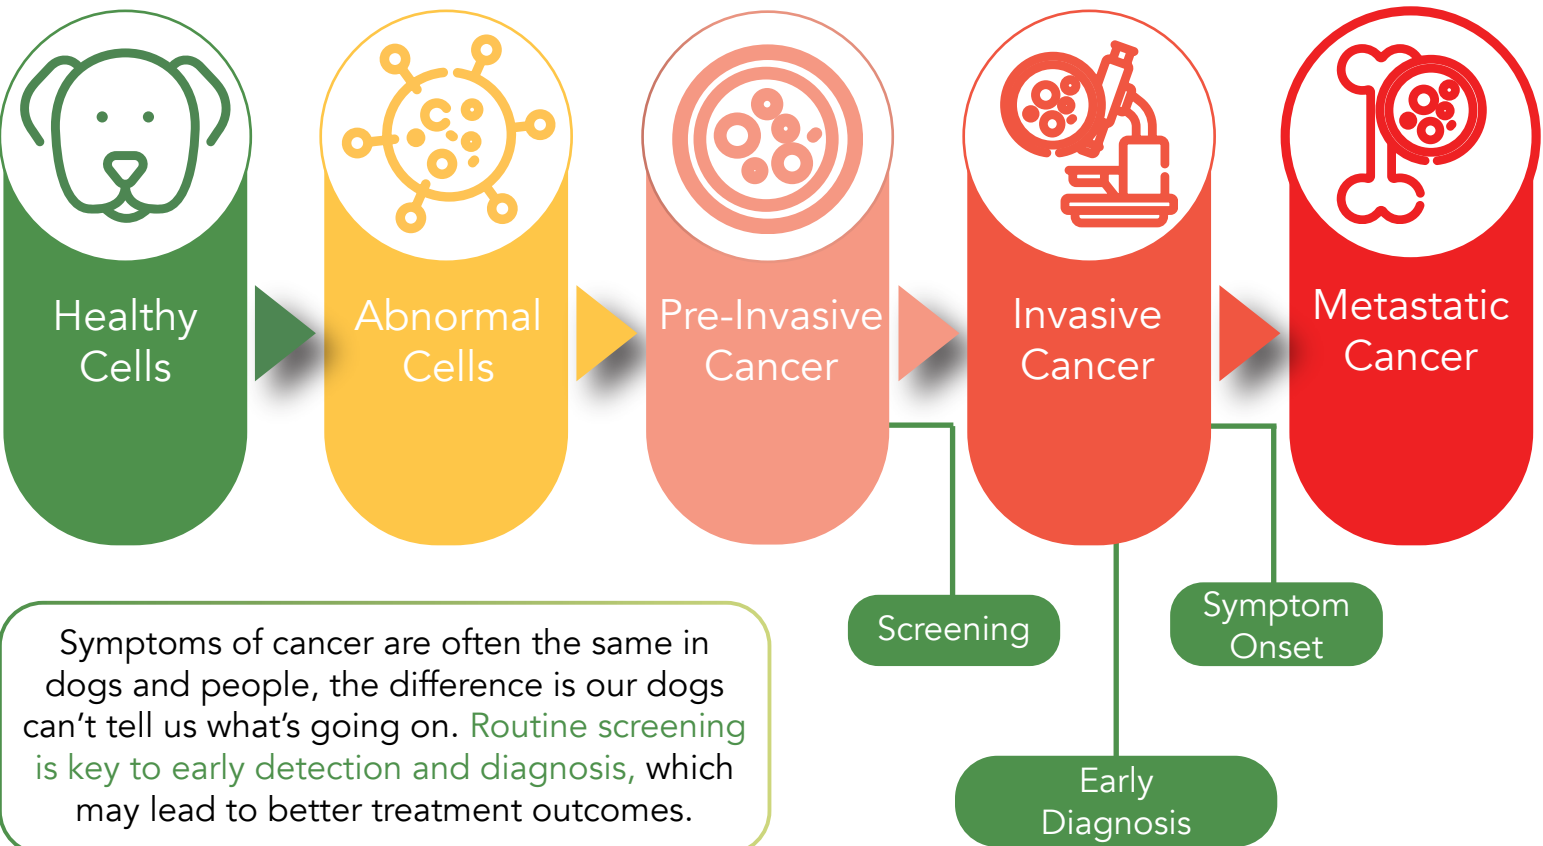 Healthy
Cells
Abnormal
Cells
Pre-Invasive
Cancer
Invasive
Cancer
Metastatic
Cancer
Screening
Symptom
Onset
Early
Diagnosis
Symptoms of cancer are often the same in
dogs and people, the difference is our dogs
can’t tell us what’s going on. Routine screening
is key to early detection and diagnosis, which
may lead to better treatment outcomes.